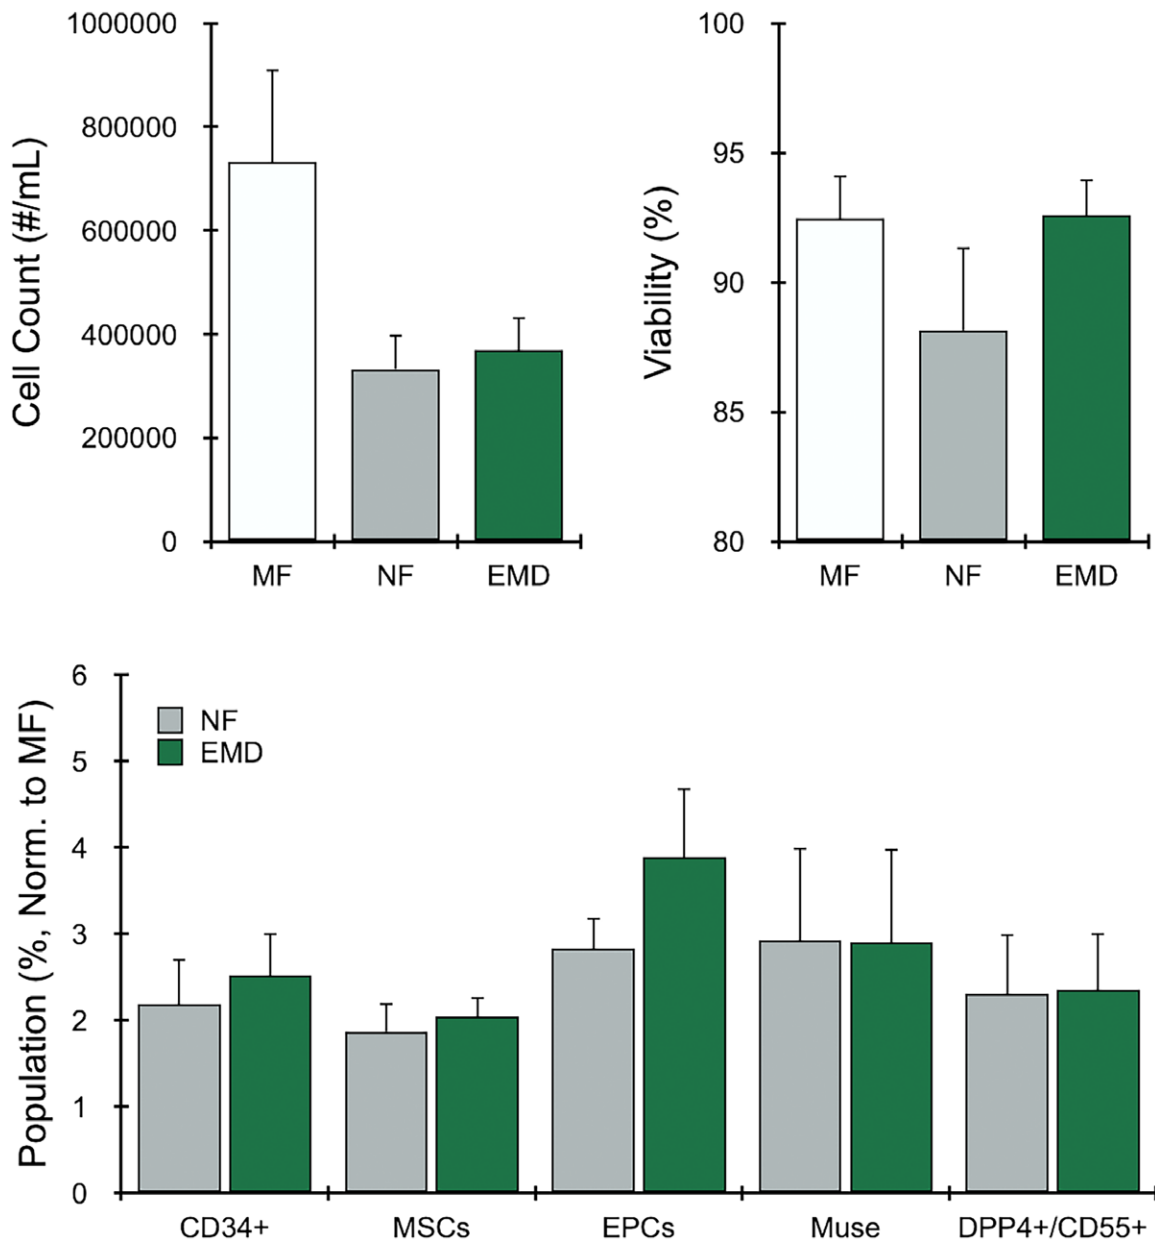 Cell Count (#/mL)
1000000
800000
600000
400000
200000
0
MF NF EMD
Viability (%)
100
95
90
85
80
MF NF EMD
Population (%, Norm. to MF)
6
5
4
3
2
1
0
NF
EMD
CD34+ MSCs EPCs Muse DPP4+/CD55+